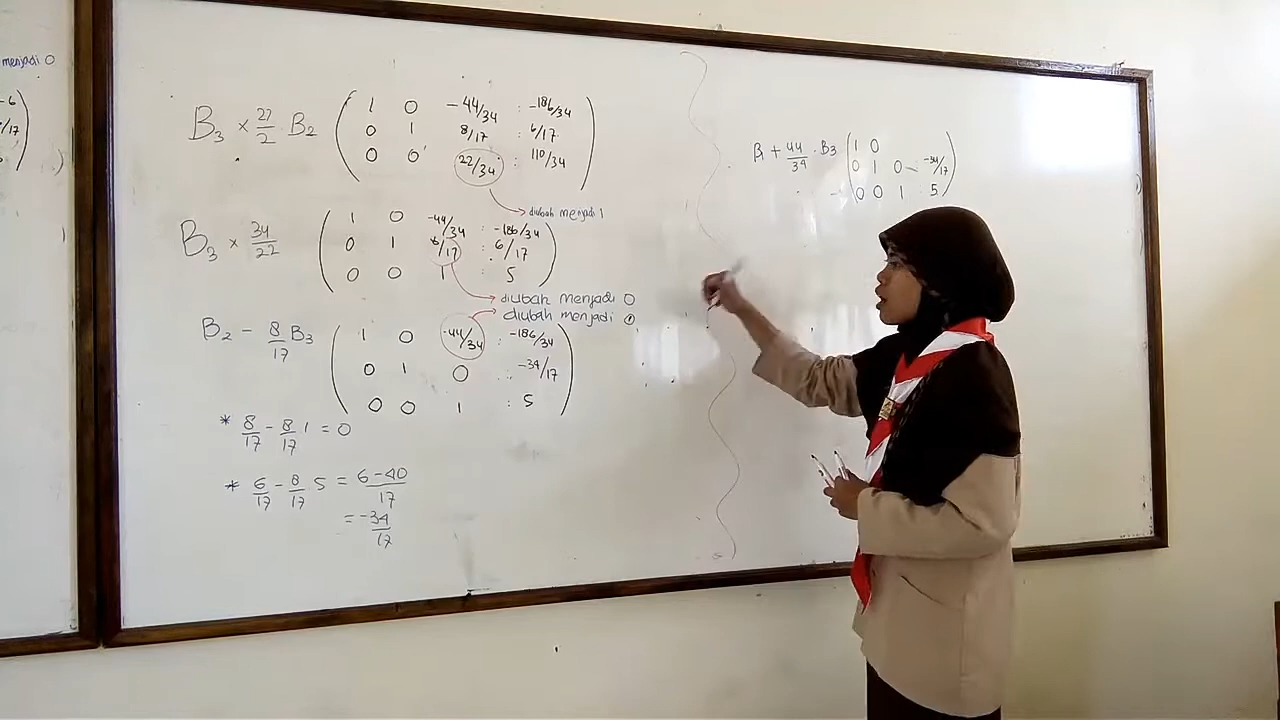 menjadi 0
-6
/17
B3 × 27/2 · B2 ( 1 0 -44/34 : -186/34
0 1 8/17 : 6/17
0 0 22/34 : 110/34 )
diubah menjadi 1
B3 × 34/22 ( 1 0 -44/34 : -186/34
0 1 8/17 : 6/17
0 0 1 : 5 )
diubah menjadi 0
diubah menjadi 0
B2 - 8/17 B3 ( 1 0 -44/34 : -186/34
0 1 0 : -34/17
0 0 1 : 5 )
* 8/17 - 8/17 1 = 0
* 6/17 - 8/17 5 = 6-40/17
= -34/17
B1 + 44/34 · B3 ( 1 0
0 1 0 : -34/17
0 0 1 : 5 )